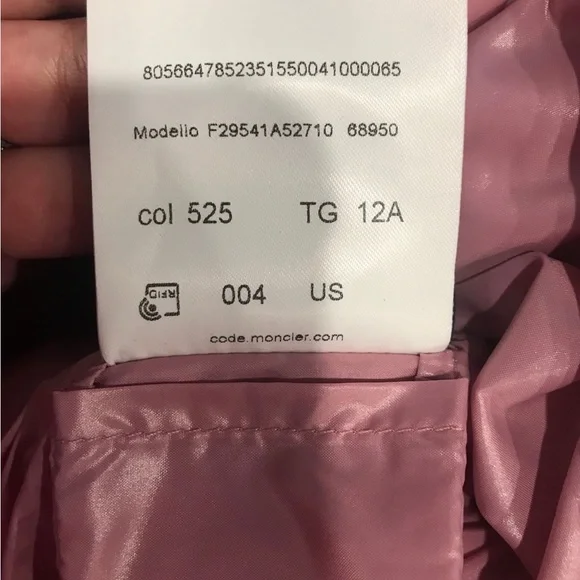 8056647852351550041000065
Modello F29541A52710 68950
col 525 TG 12A
RFID 004 US
code.moncler.com